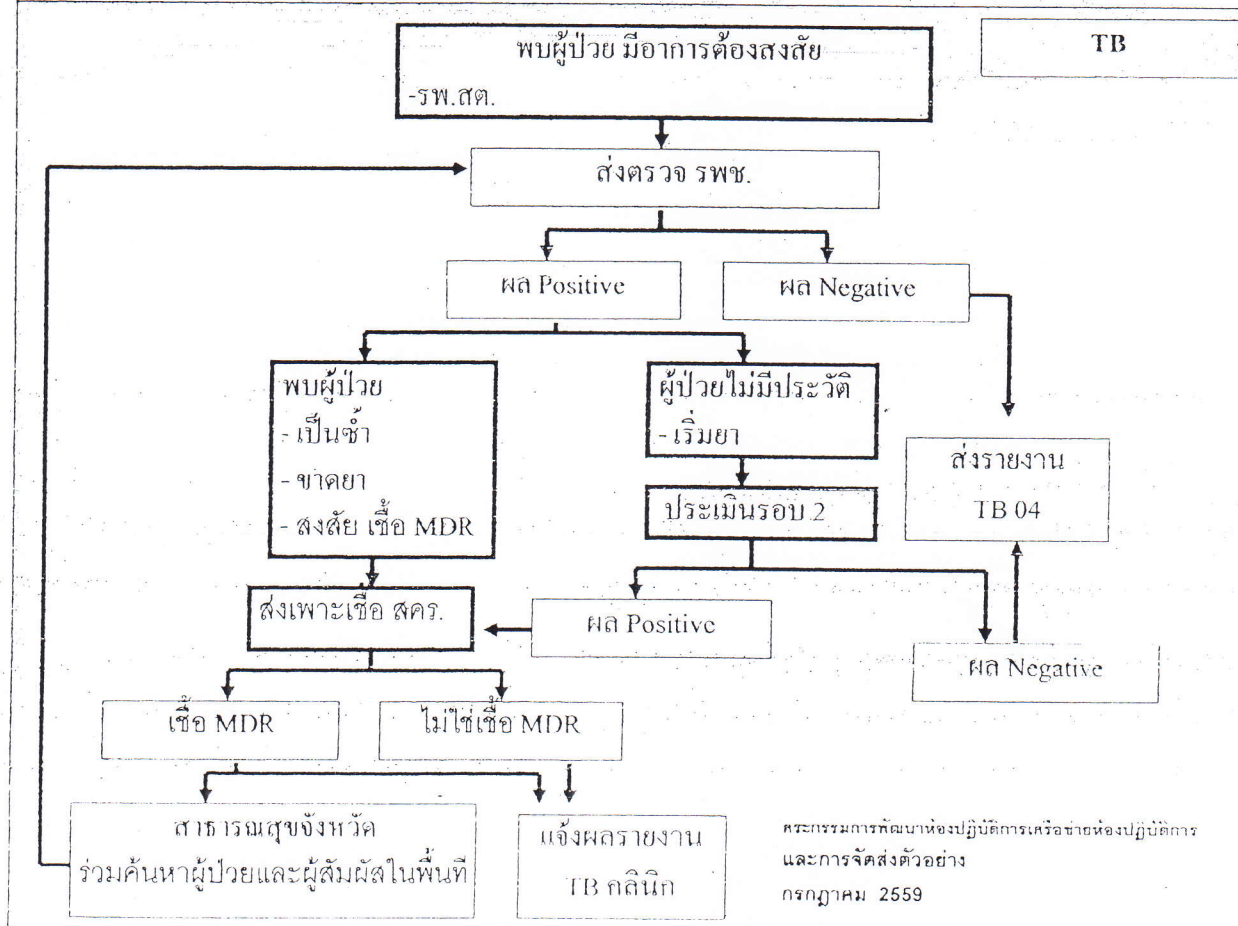 TB
พบผู้ป่วย มีอาการต้องสงสัย
-รพ.สต.
ส่งตรวจ รพช.
ผล Positive
ผล Negative
พบผู้ป่วย
- เป็นซ้ำ
- ขาดยา
- สงสัย เชื้อ MDR
ผู้ป่วยไม่มีประวัติ
- เริ่มยา
ส่งรายงาน
TB 04
ประเมินรอบ 2
ส่งเพาะเชื้อ สคร.
ผล Positive
ผล Negative
เชื้อ MDR
ไม่ใช่เชื้อ MDR
สาธารณสุขจังหวัด
ร่วมค้นหาผู้ป่วยและผู้สัมผัสในพื้นที่
แจ้งผลรายงาน
TB คลินิก
คระกรรมการพัฒนาห้องปฏิบัติการเครือข่ายห้องปฏิบัติการ
และการจัดส่งตัวอย่าง
กรกฎาคม 2559